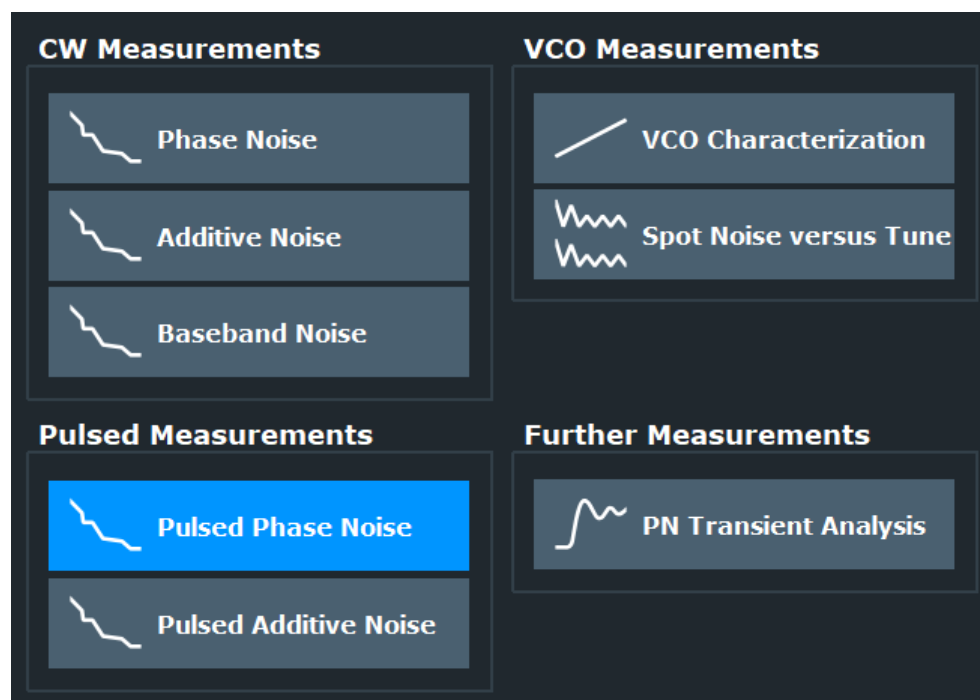 CW Measurements
Phase Noise
Additive Noise
Baseband Noise
VCO Measurements
VCO Characterization
Spot Noise versus Tune
Pulsed Measurements
Pulsed Phase Noise
Pulsed Additive Noise
Further Measurements
PN Transient Analysis